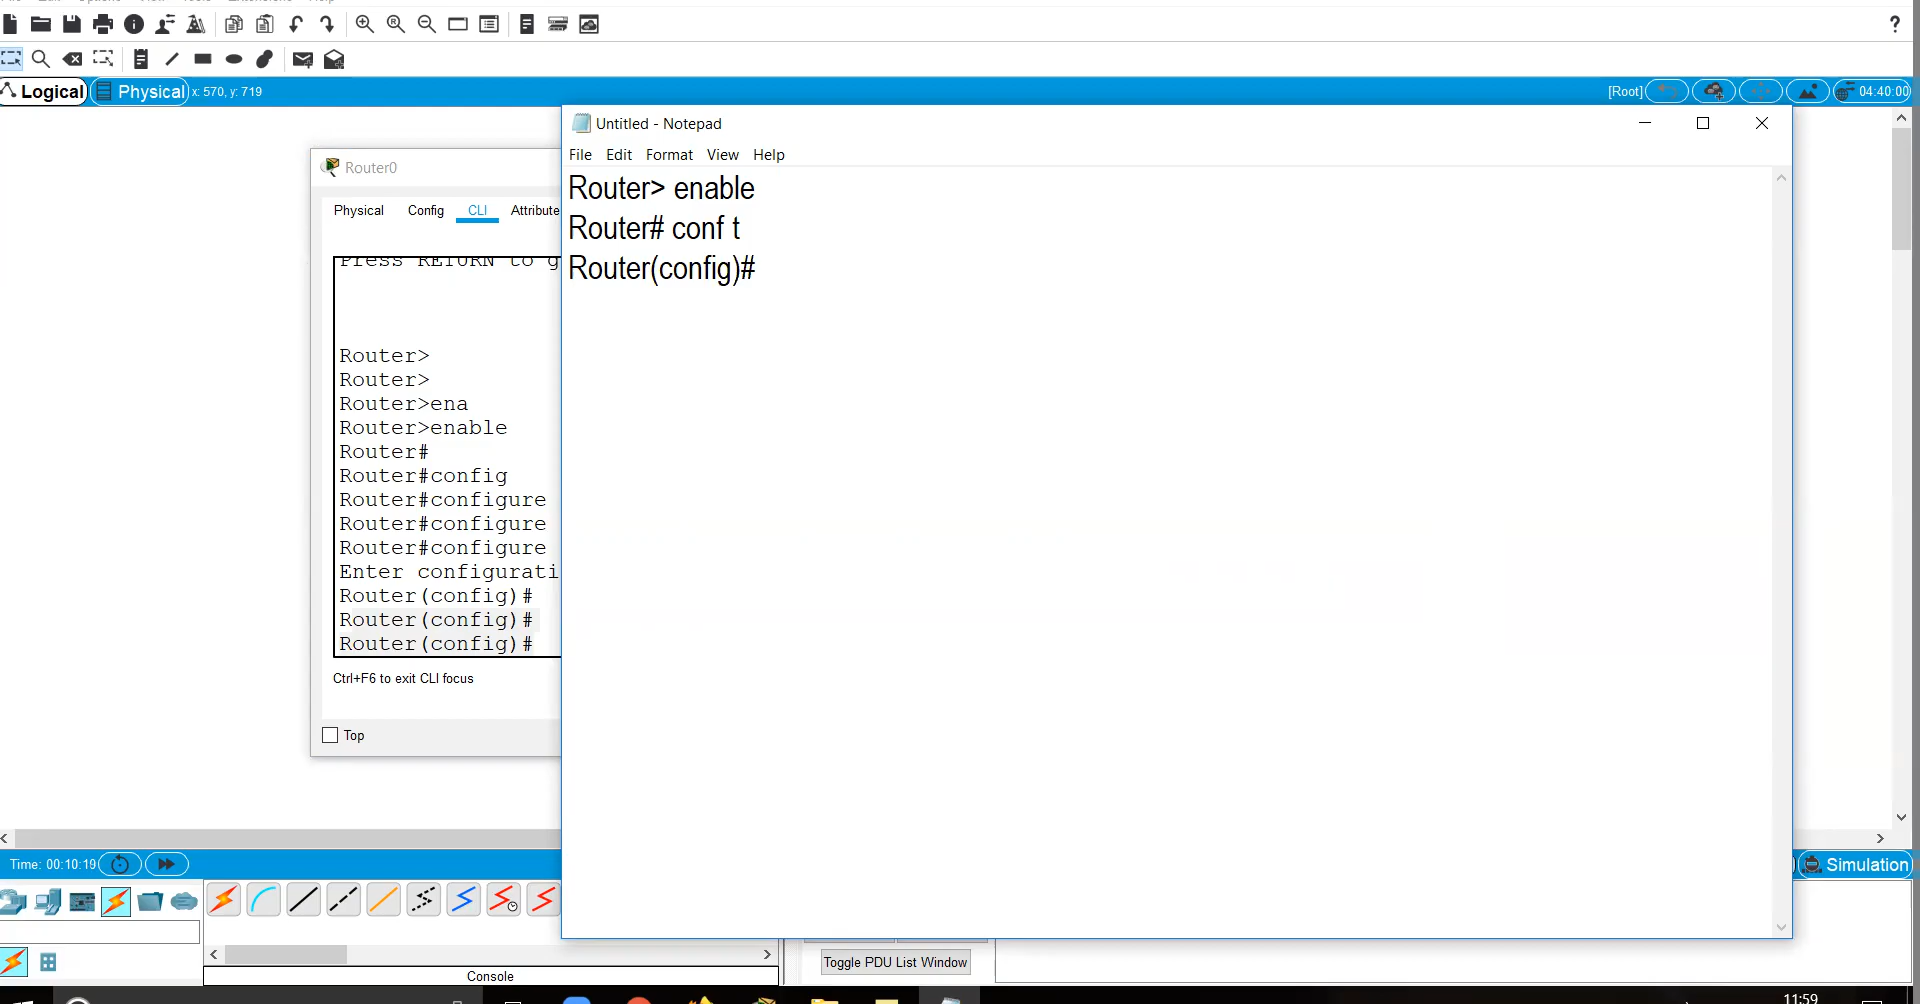 Logical
Physical
x: 570, y: 719
[Root]
04:40:00
Untitled - Notepad
File Edit Format View Help
Router> enable
Router# conf t
Router(config)#
Router0
Physical Config CLI Attribute
Press RETURN to g
Router>
Router>
Router>ena
Router>enable
Router#
Router#config
Router#configure
Router#configure
Router#configure
Enter configurati
Router(config)#
Router(config)#
Router(config)#
Ctrl+F6 to exit CLI focus
Top
Time: 00:10:19
Simulation
Toggle PDU List Window
Console
11:59